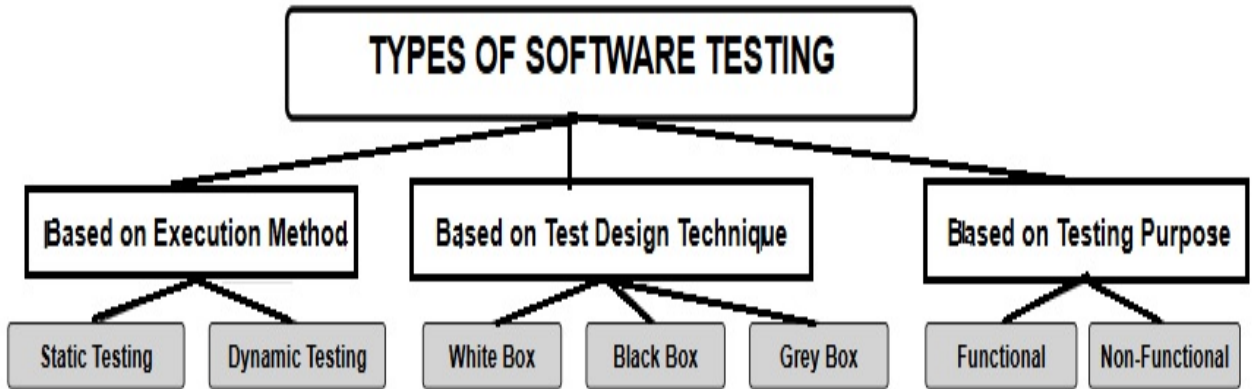 TYPES OF SOFTWARE TESTING
Based on Execution Method
Based on Test Design Technique
Based on Testing Purpose
Static Testing
Dynamic Testing
White Box
Black Box
Grey Box
Functional
Non-Functional